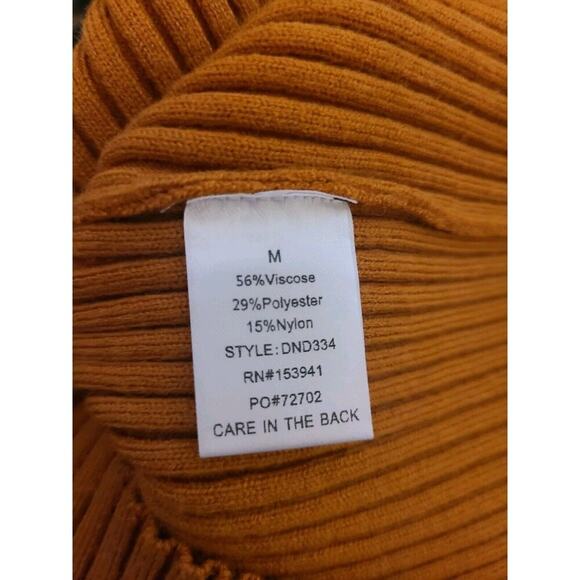 M
56%Viscose
29%Polyester
15%Nylon
STYLE:DND334
RN#153941
PO#72702
CARE IN THE BACK